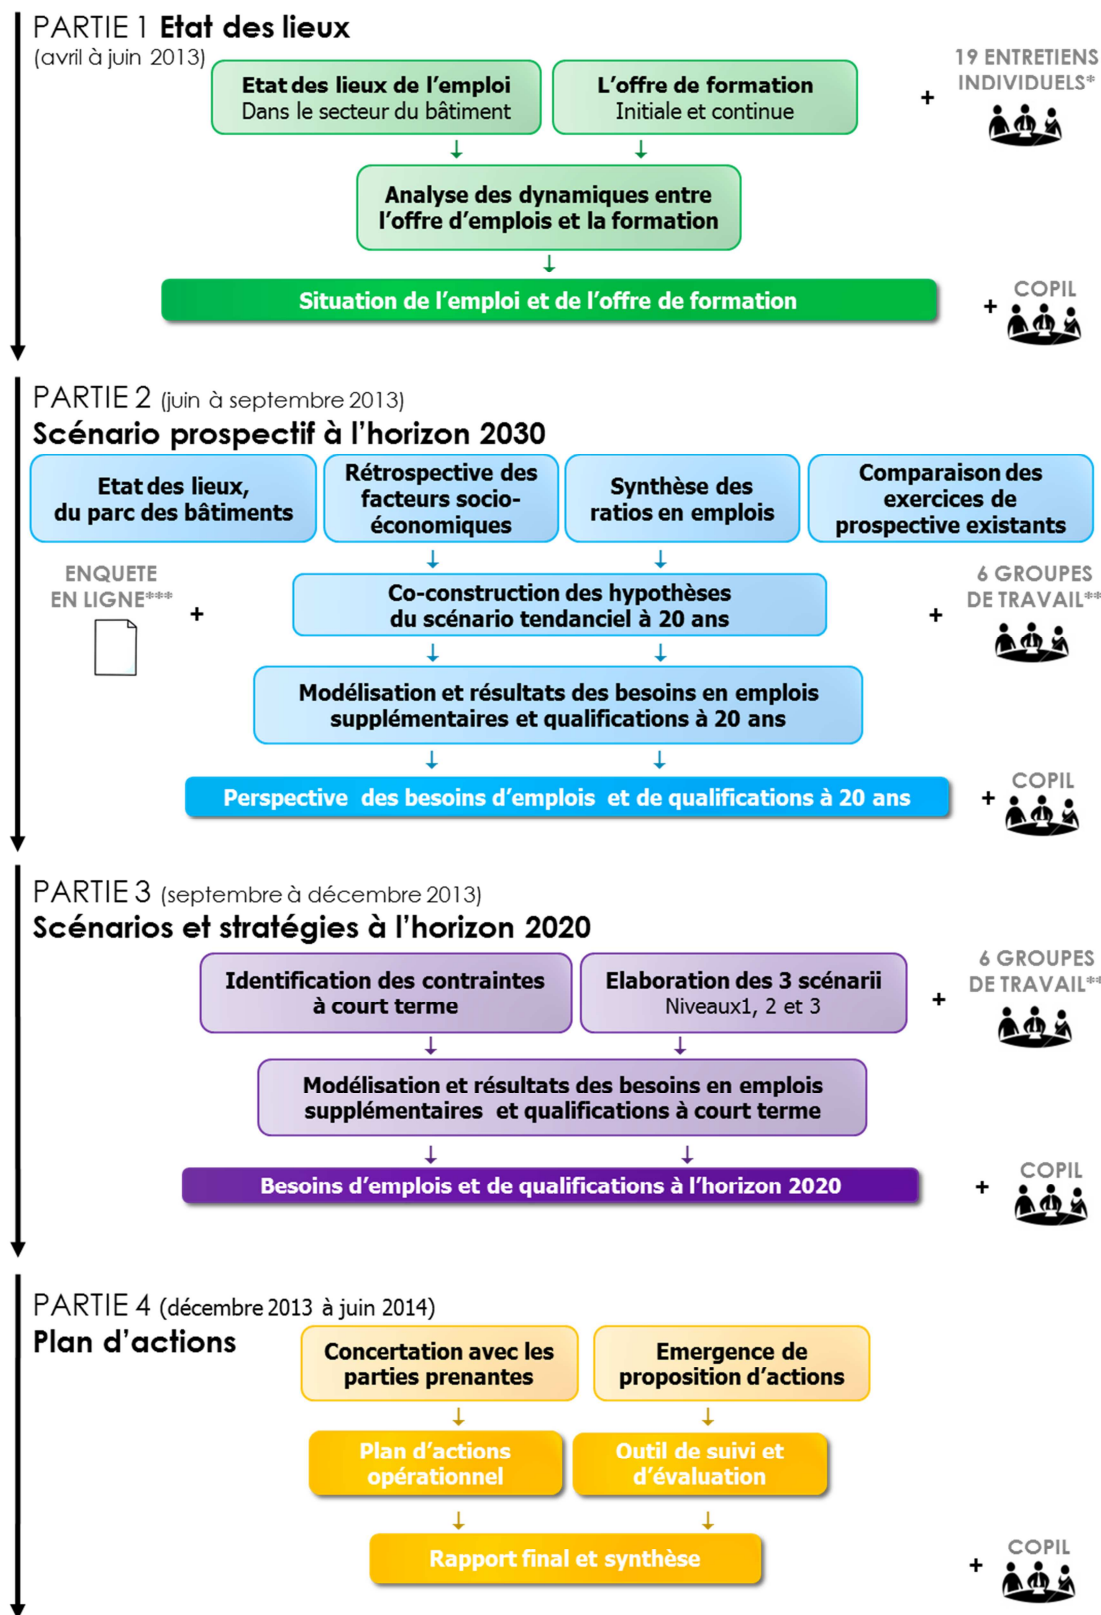 PARTIE 1 Etat des lieux
(avril à juin 2013)
Etat des lieux de l'emploi
Dans le secteur du bâtiment
L'offre de formation
Initiale et continue
+
19 ENTRETIENS
INDIVIDUELS*
Analyse des dynamiques entre
l'offre d'emplois et la formation
Situation de l'emploi et de l'offre de formation
+
COPIL
PARTIE 2 (juin à septembre 2013)
Scénario prospectif à l'horizon 2030
Etat des lieux,
du parc des bâtiments
Rétrospective des
facteurs socio-
économiques
Synthèse des
ratios en emplois
Comparaison des
exercices de
prospective existants
ENQUETE
EN LIGNE***
+
Co-construction des hypothèses
du scénario tendanciel à 20 ans
+
6 GROUPES
DE TRAVAIL**
Modélisation et résultats des besoins en emplois
supplémentaires et qualifications à 20 ans
Perspective des besoins d'emplois et de qualifications à 20 ans
+
COPIL
PARTIE 3 (septembre à décembre 2013)
Scénarios et stratégies à l'horizon 2020
Identification des contraintes
à court terme
Elaboration des 3 scénarii
Niveaux1, 2 et 3
+
6 GROUPES
DE TRAVAIL**
Modélisation et résultats des besoins en emplois
supplémentaires et qualifications à court terme
Besoins d'emplois et de qualifications à l'horizon 2020
+
COPIL
PARTIE 4 (décembre 2013 à juin 2014)
Plan d'actions
Concertation avec les
parties prenantes
Emergence de
proposition d'actions
Plan d'actions
opérationnel
Outil de suivi et
d'évaluation
Rapport final et synthèse
+
COPIL